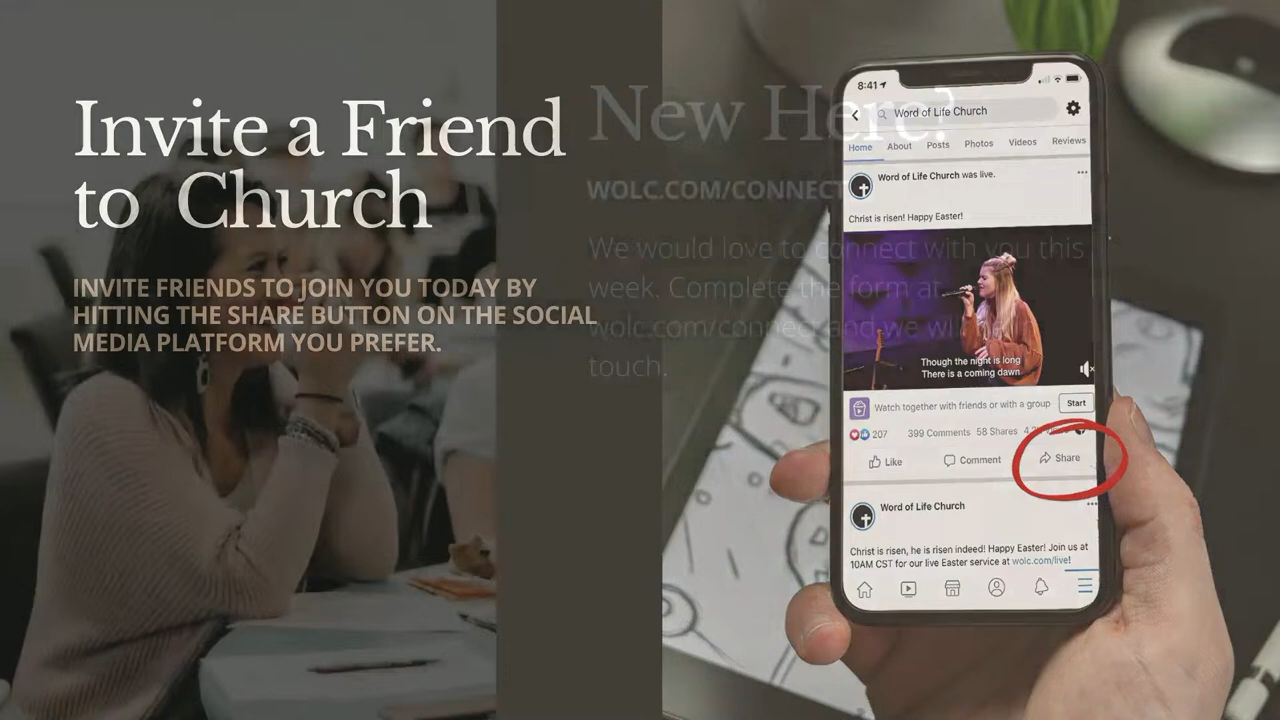 Invite a Friend
to Church
INVITE FRIENDS TO JOIN YOU TODAY BY
HITTING THE SHARE BUTTON ON THE SOCIAL
MEDIA PLATFORM YOU PREFER.
New Here?
WOLC.COM/CONNECT
We would love to connect with you this
week. Complete the form at
wolc.com/connect and we will
touch.
8:41
Word of Life Church
Home About Posts Photos Videos Reviews
Word of Life Church was live.
Christ is risen! Happy Easter!
Though the night is long
There is a coming dawn
Watch together with friends or with a group Start
207 399 Comments 58 Shares
Like Comment Share
Word of Life Church
Christ is risen, he is risen indeed! Happy Easter! Join us at
10AM CST for our live Easter service at wolc.com/live!